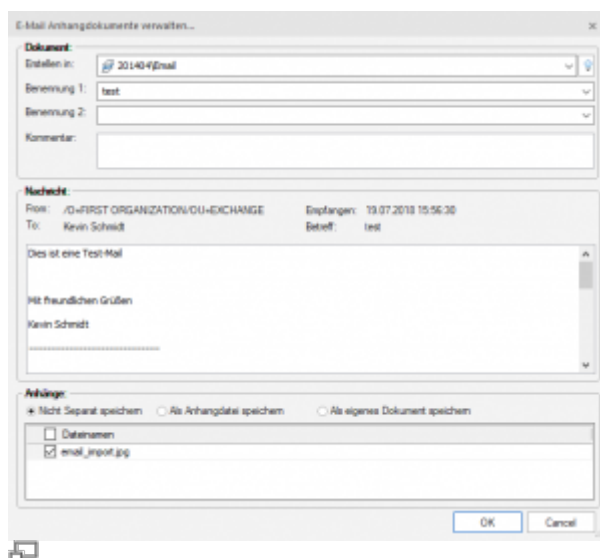 E-Mail Anhangdokumente verwalten...
Dokument:
Erstellen in: 201404\Email
Benennung 1: test
Benennung 2:
Kommentar:
Nachricht:
From: /O=FIRST ORGANIZATION/OU=EXCHANGE Empfangen: 19.07.2018 15:56:30
To: Kevin Schmidt Betreff: test
Dies ist eine Test-Mail
Mit freundlichen Grüßen
Kevin Schmidt
Anhänge:
Nicht Separat speichern Als Anhangdatei speichern Als eigenes Dokument speichern
Dateinamen
email_import.jpg
OK Cancel